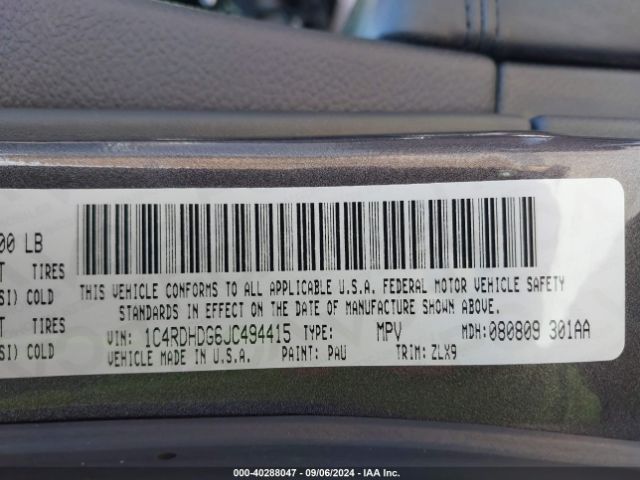 00 LB
T TIRES
SI) COLD
T TIRES
SI) COLD
THIS VEHICLE CONFORMS TO ALL APPLICABLE U.S.A. FEDERAL MOTOR VEHICLE SAFETY
STANDARDS IN EFFECT ON THE DATE OF MANUFACTURE SHOWN ABOVE.
VIN: 1C4RDHDG6JC494415 TYPE: MPV MDH: 080809 301AA
VEHICLE MADE IN U.S.A. PAINT: PAU TRIM: ZLX9
000-40288047 - 09/06/2024 - IAA Inc.